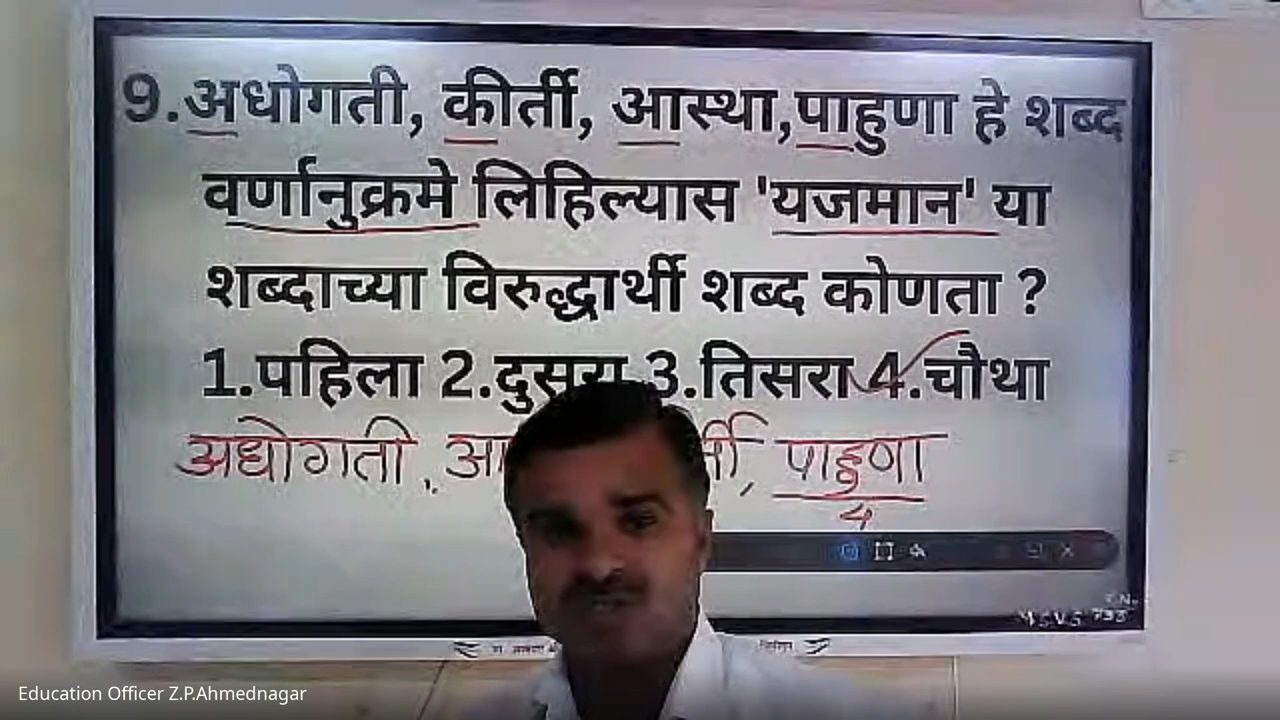 9.अधोगती, कीर्ती, आस्था,पाहुणा हे शब्द
वर्णानुक्रमे लिहिल्यास 'यजमान' या
शब्दाच्या विरुद्धार्थी शब्द कोणता ?
1.पहिला 2.दुसरा 3.तिसरा 4.चौथा
अधोगती, पाहुणा
4
Education Officer Z.P.Ahmednagar